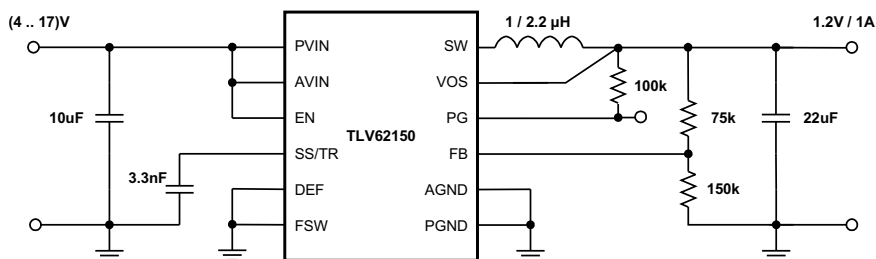 (4 .. 17)V
1 / 2.2 µH
1.2V / 1A
PVIN
SW
AVIN
VOS
100k
10uF
EN
PG
75k
22uF
TLV62150
SS/TR
FB
3.3nF
DEF
AGND
150k
FSW
PGND